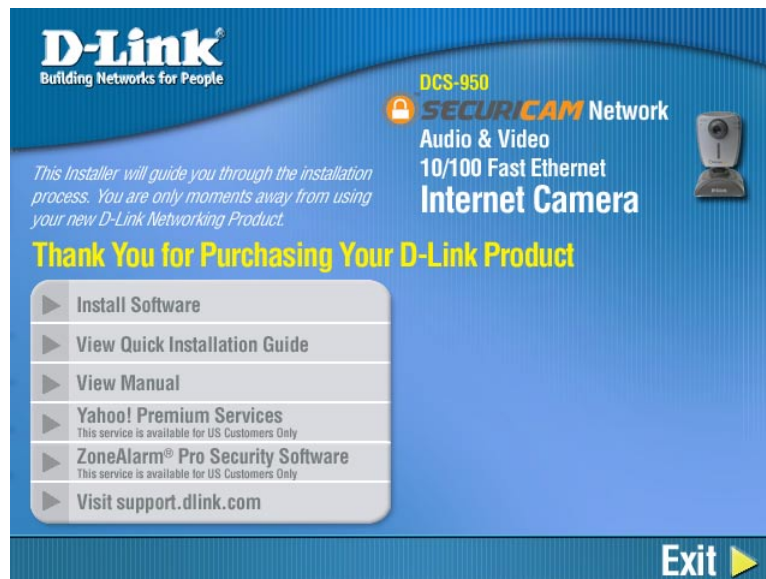 D-Link
Building Networks for People
DCS-950
SECURICAM Network
Audio & Video
10/100 Fast Ethernet
Internet Camera
This Installer will guide you through the installation
process. You are only moments away from using
your new D-Link Networking Product.
Thank You for Purchasing Your D-Link Product
Install Software
View Quick Installation Guide
View Manual
Yahoo! Premium Services
This service is available for US Customers Only
ZoneAlarm® Pro Security Software
This service is available for US Customers Only
Visit support.dlink.com
Exit